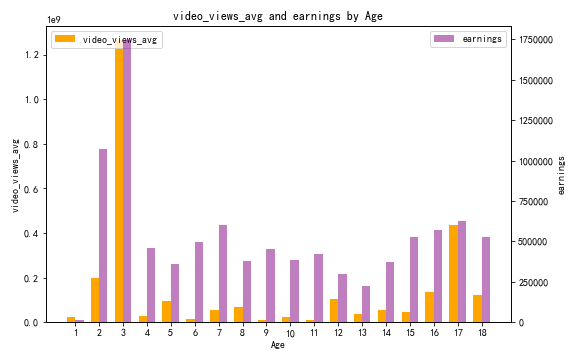 video_views_avg and earnings by Age
1e9
video_views_avg
earnings
1.2
1.0
0.8
0.6
0.4
0.2
0.0
video_views_avg
1750000
1500000
1250000
1000000
750000
500000
250000
0
earnings
1 2 3 4 5 6 7 8 9 10 11 12 13 14 15 16 17 18
Age